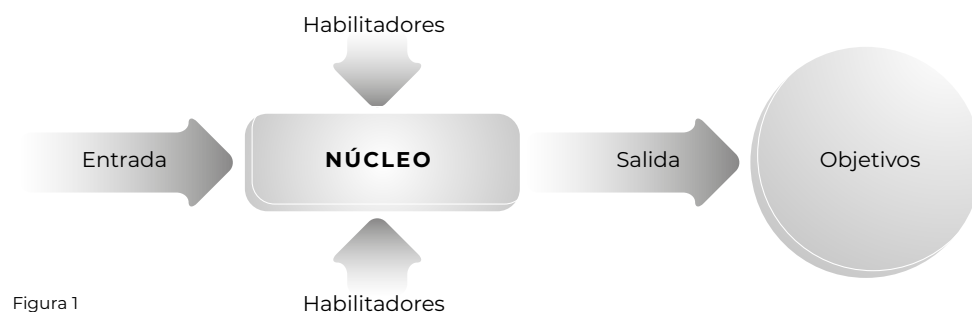 Habilitadores
Entrada
NÚCLEO
Salida
Objetivos
Habilitadores
Figura 1